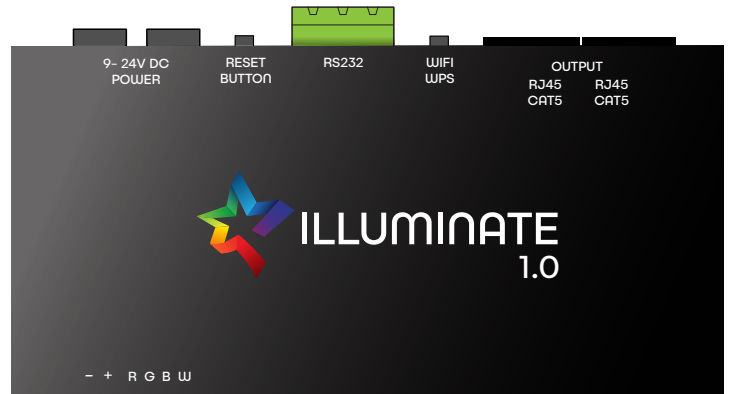 9- 24V DC
POWER
RESET
BUTTON
RS232
WIFI
WPS
OUTPUT
RJ45
CAT5
RJ45
CAT5
ILLUMINATE
1.0
- + R G B W